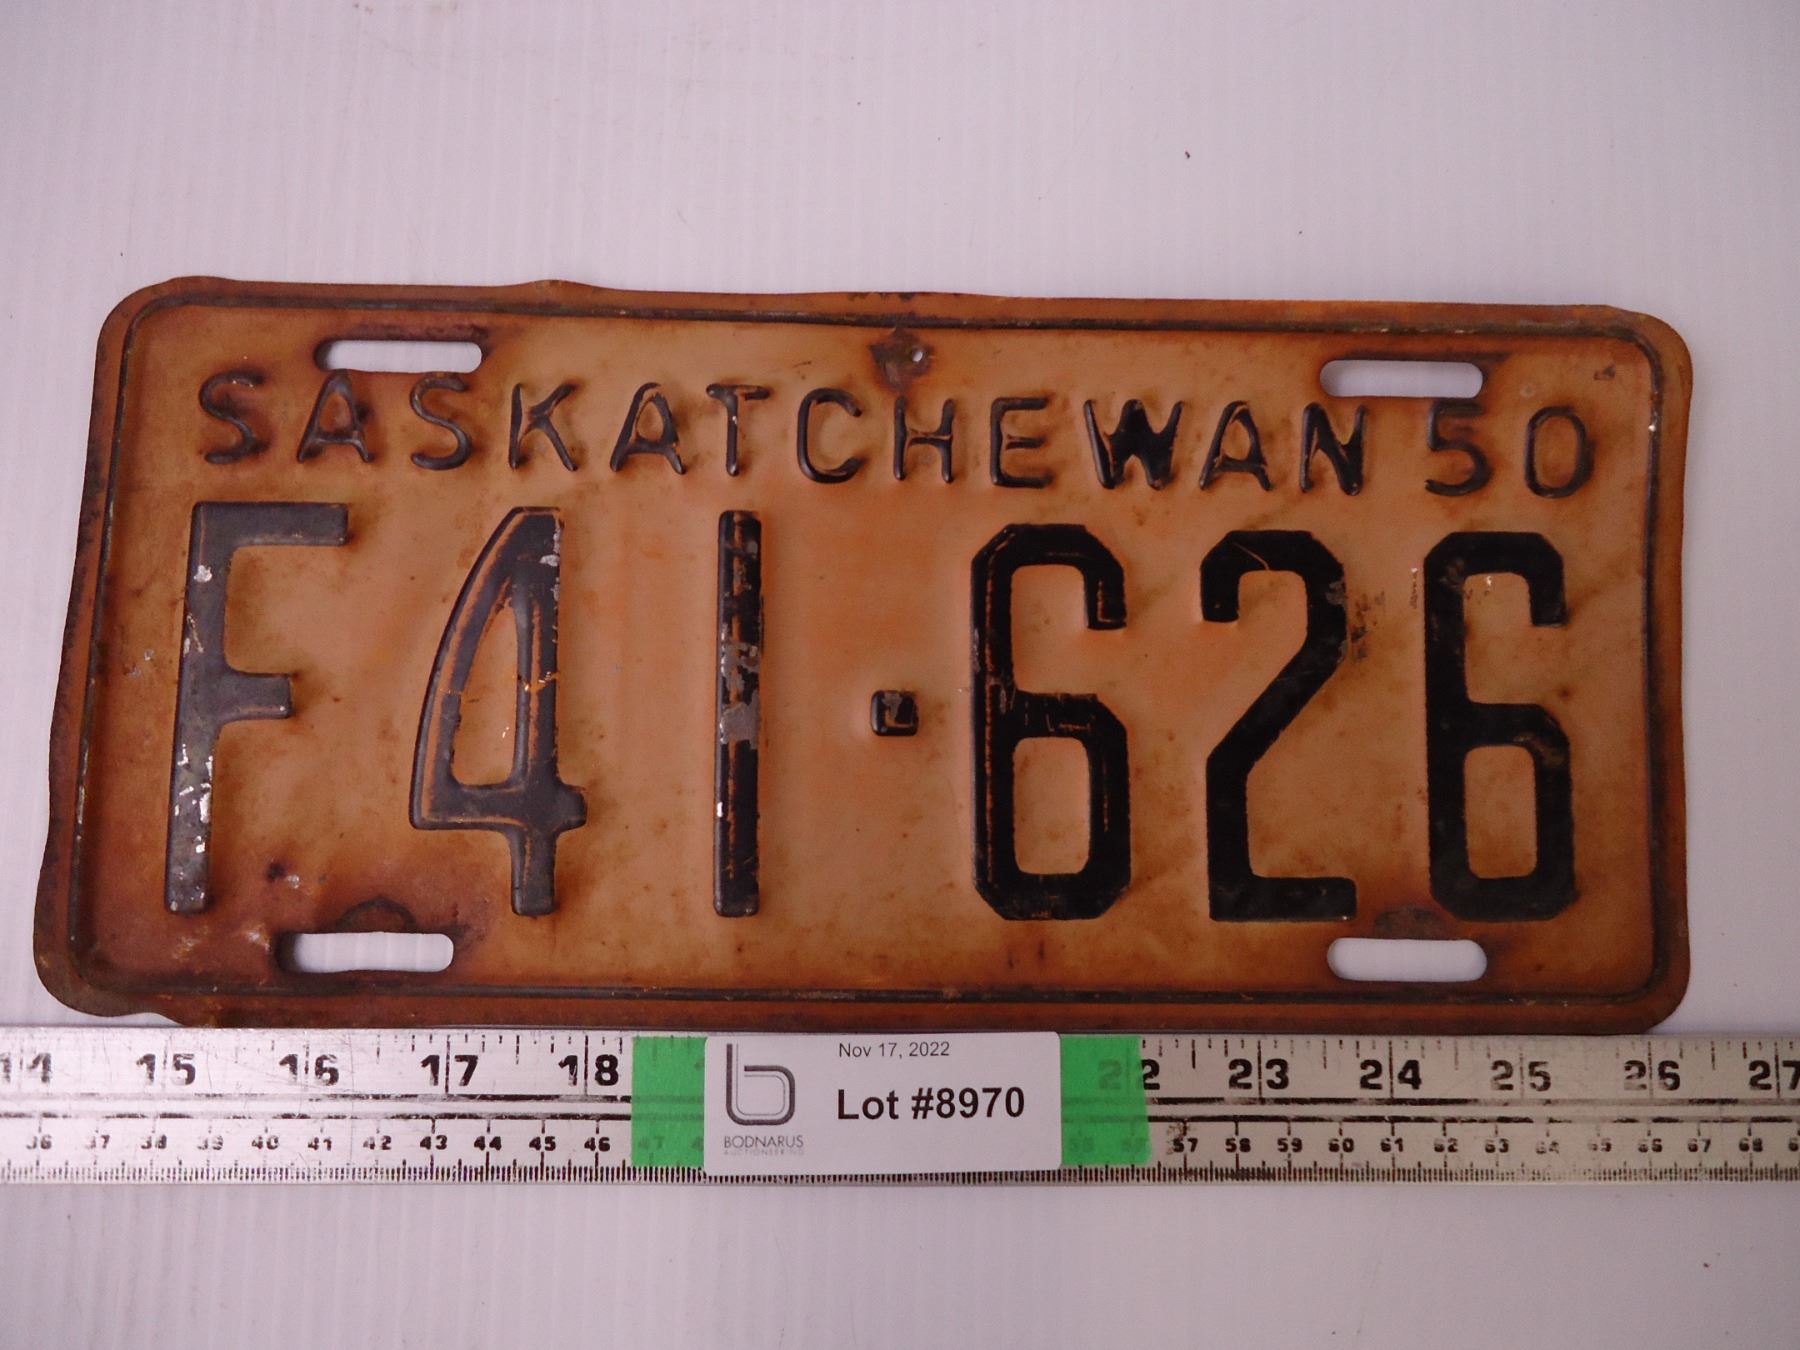 SASKATCHEWAN 50
F41·626
14 15 16 17 18 22 23 24 25 26 27
Nov 17, 2022
Lot #8970
BODNARUS
AUCTIONEERING
36 37 38 39 40 41 42 43 44 45 46 47 57 58 59 60 61 62 63 64 65 66 67 68